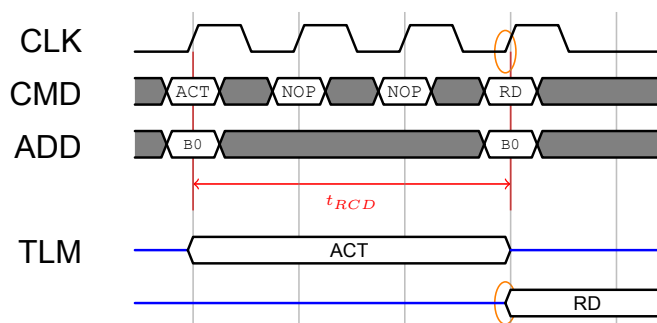 CLK
CMD ACT NOP NOP RD
ADD B0 B0
tRCD
TLM ACT
RD